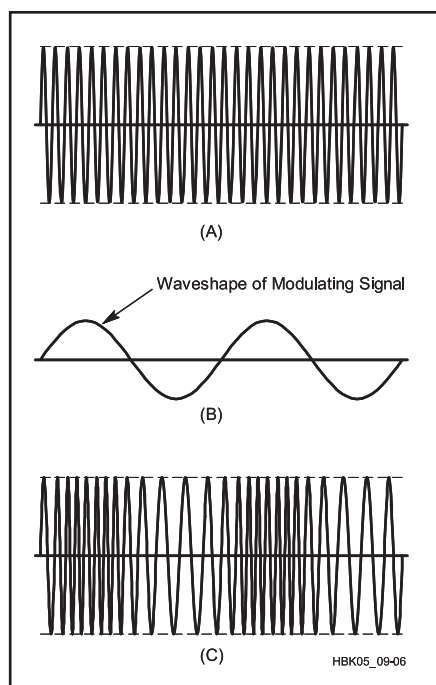 (A)
Waveshape of Modulating Signal
(B)
(C)
HBK05_09-06